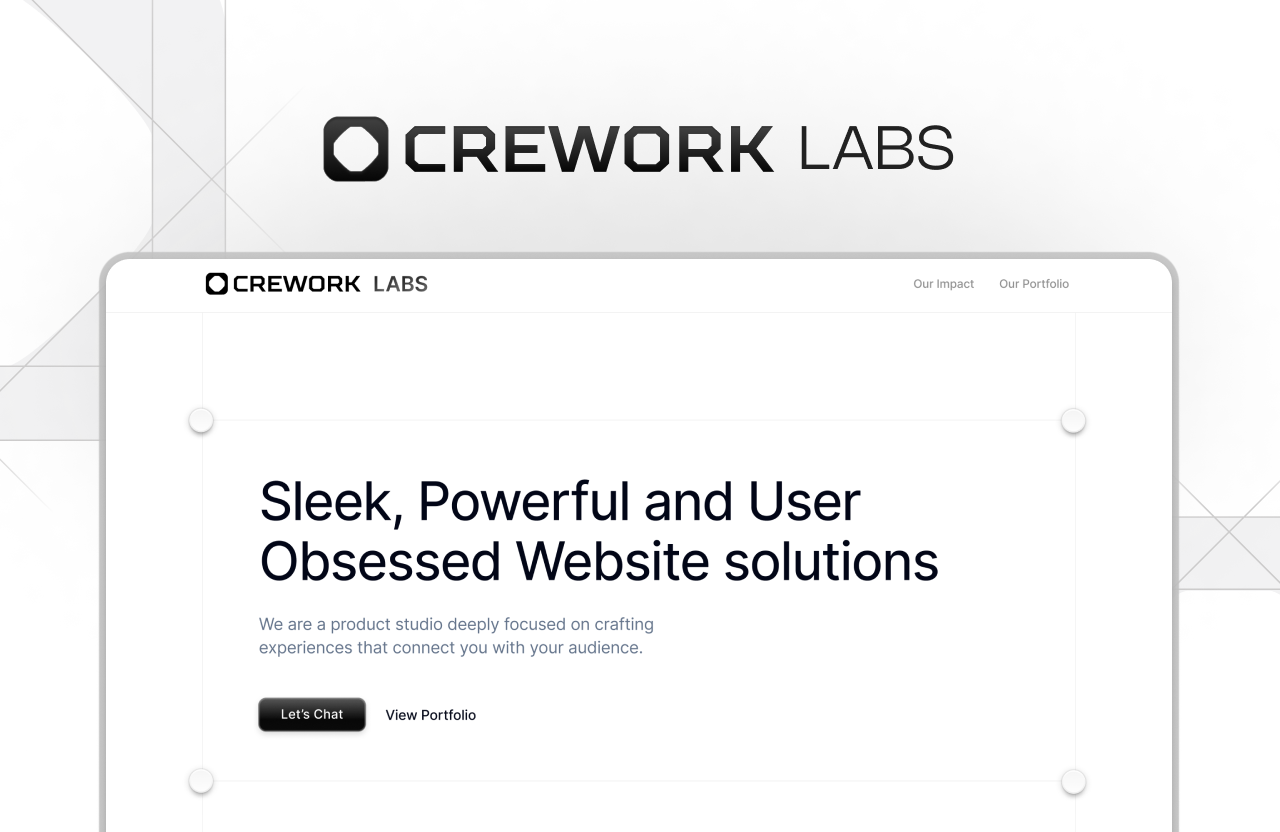 CREWORK LABS
CREWORK LABS
Our Impact
Our Portfolio
Sleek, Powerful and User
Obsessed Website solutions
We are a product studio deeply focused on crafting
experiences that connect you with your audience.
Let’s Chat
View Portfolio